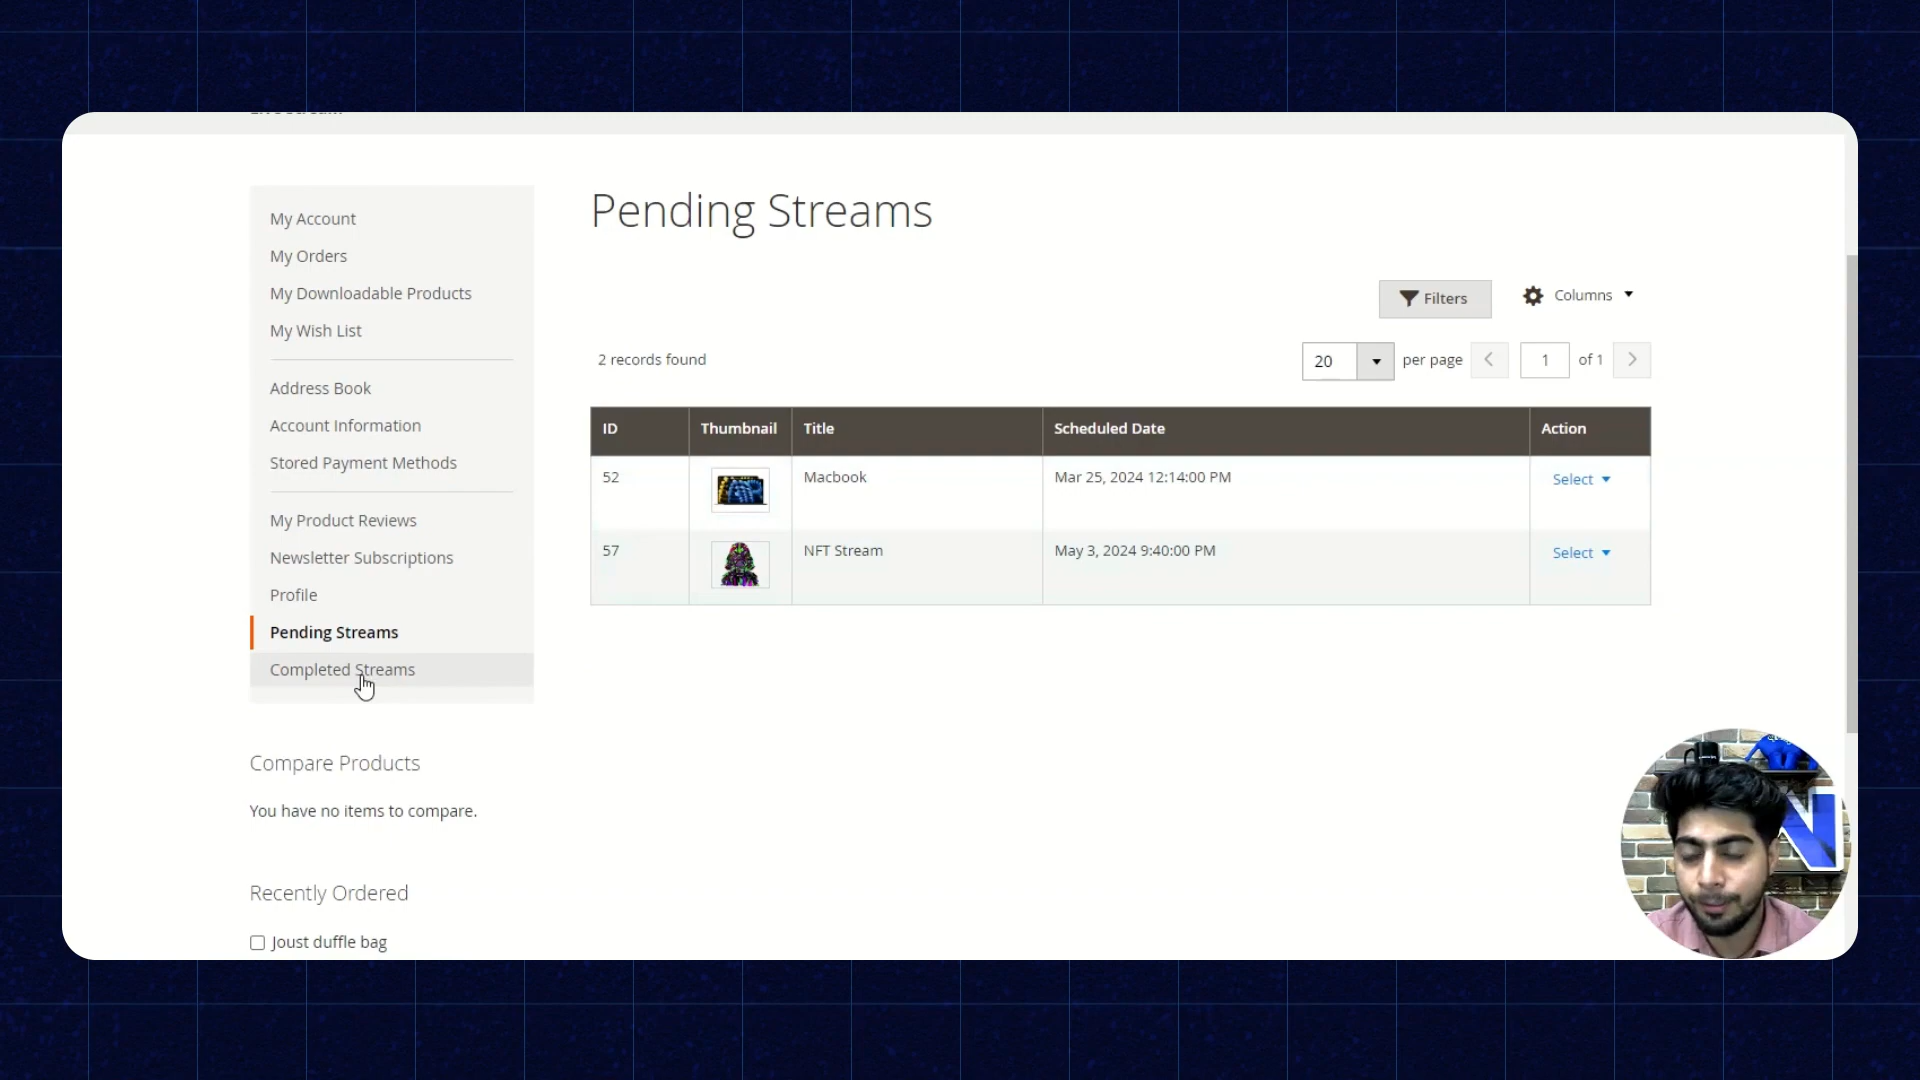 My Account
My Orders
My Downloadable Products
My Wish List
Address Book
Account Information
Stored Payment Methods
My Product Reviews
Newsletter Subscriptions
Profile
Pending Streams
Completed Streams
Compare Products
You have no items to compare.
Recently Ordered
Joust duffle bag
Pending Streams
Filters
Columns
2 records found
20 per page 1 of 1
ID Thumbnail Title Scheduled Date Action
52 Macbook Mar 25, 2024 12:14:00 PM Select
57 NFT Stream May 3, 2024 9:40:00 PM Select
N